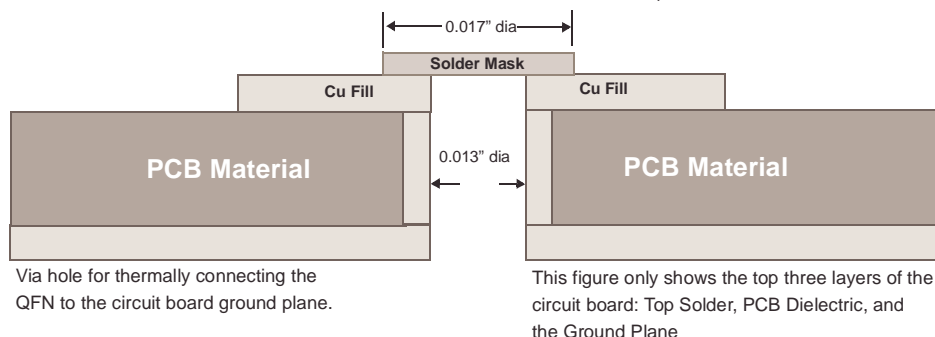 0.017” dia
Solder Mask
Cu Fill
Cu Fill
PCB Material
0.013” dia
PCB Material
Via hole for thermally connecting the
QFN to the circuit board ground plane.
This figure only shows the top three layers of the
circuit board: Top Solder, PCB Dielectric, and
the Ground Plane